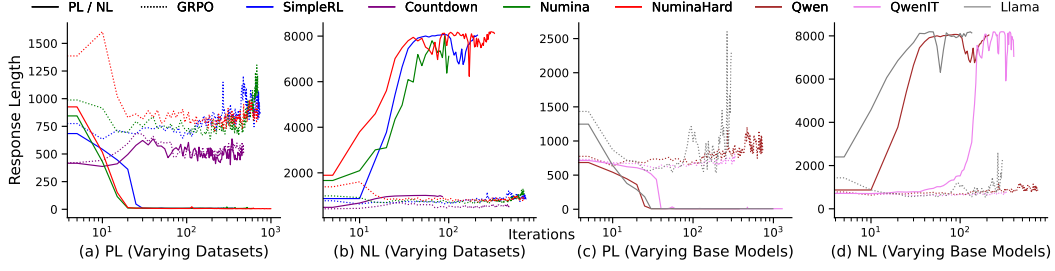 PL / NL GRPO SimpleRL Countdown Numina NuminaHard Qwen QwenIT Llama
Response Length
1500
1250
1000
750
500
250
0
10¹ 10² 10³
(a) PL (Varying Datasets)
8000
6000
4000
2000
10¹ 10²
(b) NL (Varying Datasets)
Iterations
2500
2000
1500
1000
500
0
10¹ 10² 10³
(c) PL (Varying Base Models)
8000
6000
4000
2000
0
10¹ 10²
(d) NL (Varying Base Models)